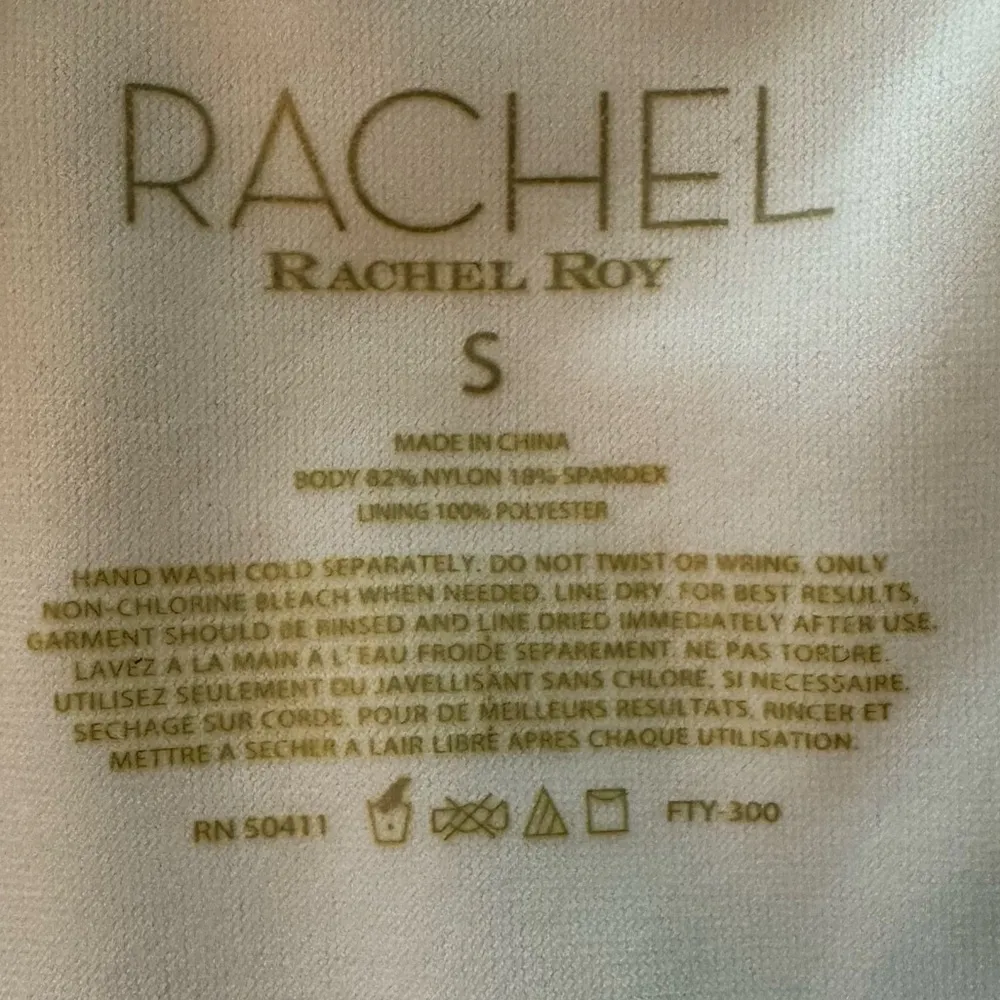 RACHEL
RACHEL ROY
S
MADE IN CHINA
BODY 82% NYLON 18% SPANDEX
LINING 100% POLYESTER
HAND WASH COLD SEPARATELY. DO NOT TWIST OR WRING. ONLY
NON-CHLORINE BLEACH WHEN NEEDED. LINE DRY. FOR BEST RESULTS,
GARMENT SHOULD BE RINSED AND LINE DRIED IMMEDIATELY AFTER USE.
LAVEZ A LA MAIN A L'EAU FROIDE SEPAREMENT. NE PAS TORDRE.
UTILISEZ SEULEMENT DU JAVELLISANT SANS CHLORE, SI NECESSAIRE.
SECHAGE SUR CORDE. POUR DE MEILLEURS RESULTATS, RINCER ET
METTRE A SECHER A LAIR LIBRE APRES CHAQUE UTILISATION.
RN 50411 FTY-300